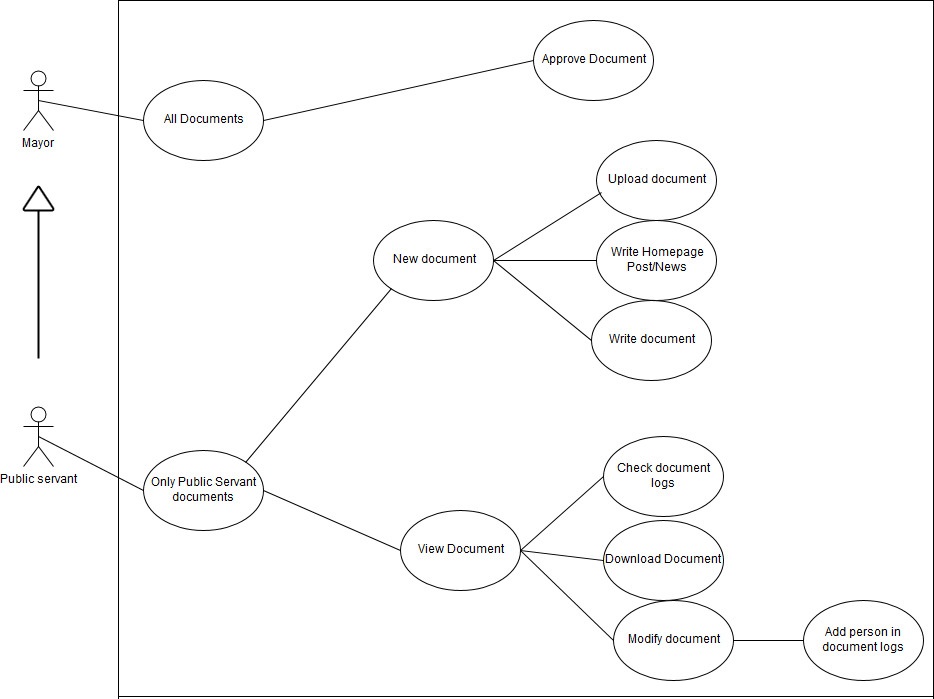 Approve Document
All Documents
Mayor
Upload document
Write Homepage
Post/News
New document
Write document
Check document
logs
Public servant
Only Public Servant
documents
View Document
Download Document
Modify document
Add person in
document logs